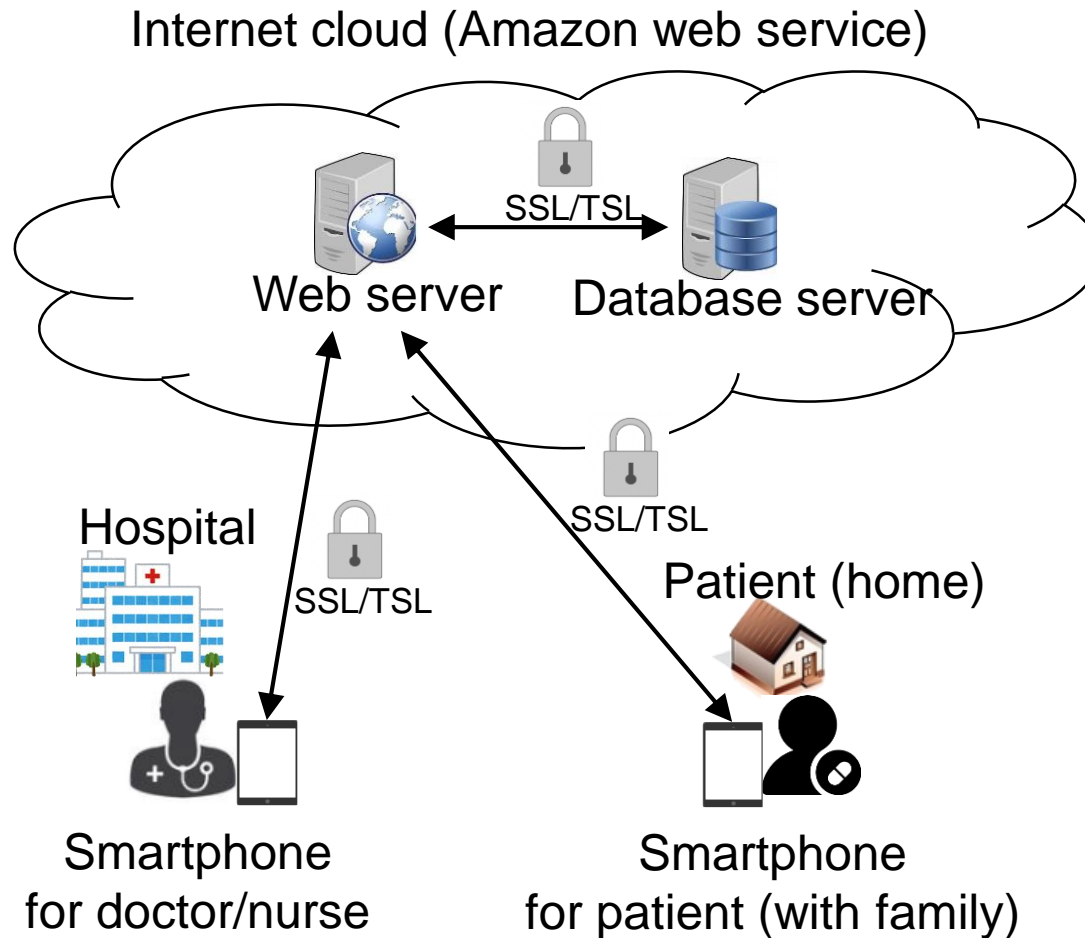 Internet cloud (Amazon web service)
SSL/TSL
Web server
Database server
SSL/TSL
Hospital
SSL/TSL
Patient (home)
Smartphone
for doctor/nurse
Smartphone
for patient (with family)